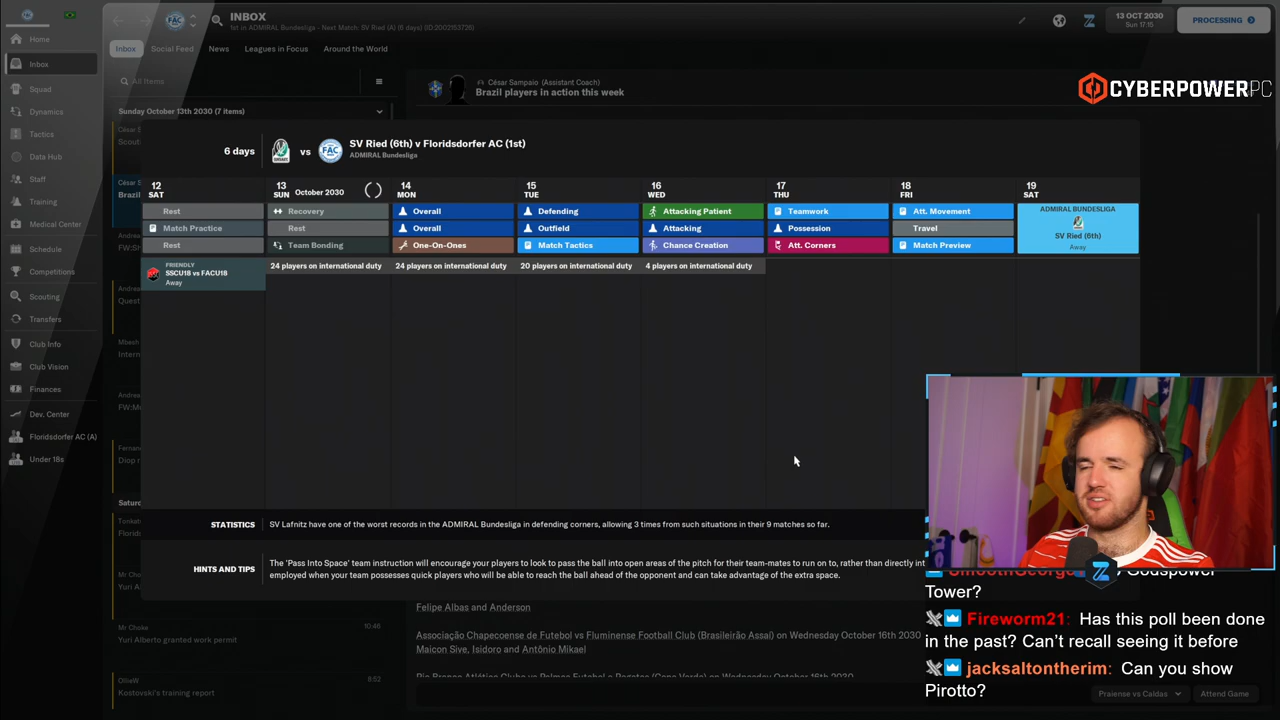 INBOX
1st in ADMIRAL Bundesliga - Next Match: SV Ried (A) (6 days) (ID:2002153725)
13 OCT 2030
Sun 17:15
PROCESSING
Home
Inbox
Squad
Dynamics
Tactics
Data Hub
Staff
Training
Medical Center
Schedule
Competitions
Scouting
Transfers
Club Info
Club Vision
Finances
Dev. Center
Floridsdorfer AC (A)
Under 18s
Inbox
Social Feed
News
Leagues in Focus
Around the World
All Items
Sunday October 13th 2030 (7 items)
César Sampaio (Assistant Coach)
Brazil players in action this week
CYBERPOWERPC
6 days
vs
SV Ried (6th) v Floridsdorfer AC (1st)
ADMIRAL Bundesliga
12
SAT
13
SUN
October 2030
14
MON
15
TUE
16
WED
17
THU
18
FRI
19
SAT
Rest
Recovery
Overall
Defending
Attacking Patient
Teamwork
Att. Movement
ADMIRAL BUNDESLIGA
SV Ried (6th)
Away
Match Practice
Rest
Overall
Outfield
Attacking
Possession
Travel
Rest
Team Bonding
One-On-Ones
Match Tactics
Chance Creation
Att. Corners
Match Preview
FRIENDLY
SSCU18 vs FACU18
Away
24 players on international duty
24 players on international duty
20 players on international duty
4 players on international duty
STATISTICS
SV Lafnitz have one of the worst records in the ADMIRAL Bundesliga in defending corners, allowing 3 times from such situations in their 9 matches so far.
HINTS AND TIPS
The 'Pass Into Space' team instruction will encourage your players to look to pass the ball into open areas of the pitch for their team-mates to run on to, rather than directly int
employed when your team possesses quick players who will be able to reach the ball ahead of the opponent and can take advantage of the extra space.
Felipe Albas and Anderson
Associação Chapecoense de Futebol vs Fluminense Football Club (Brasileirão Assaí) on Wednesday October 16th 2030
Maicon Sive, Isidoro and Antônio Mikael
10:46
Yuri Alberto granted work permit
OllieW
8:52
Kostovski's training report
Tower?
Fireworm21: Has this poll been done
in the past? Can't recall seeing it before
jacksaltontherim: Can you show
Pirotto?
Praiense vs Caldas
Attend Game